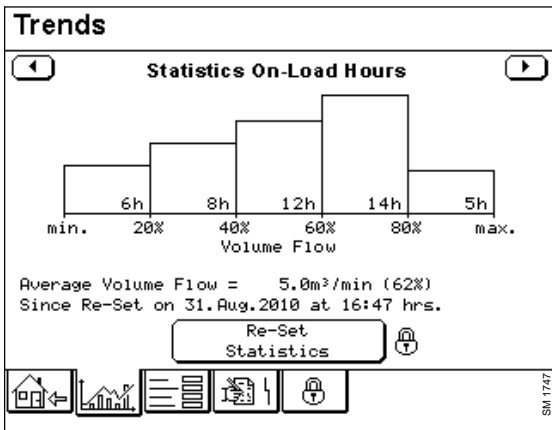 Trends
Statistics On-Load Hours
6h 8h 12h 14h 5h
min. 20% 40% 60% 80% max.
Volume Flow
Average Volume Flow = 5.0m³/min (62%)
Since Re-Set on 31.Aug.2010 at 16:47 hrs.
Re-Set
Statistics
SM 1747